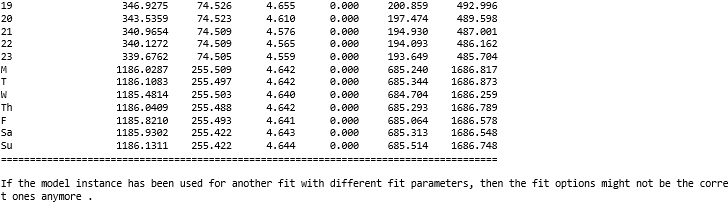 19 346.9275 74.526 4.655 0.000 200.859 492.996
20 343.5359 74.523 4.610 0.000 197.474 489.598
21 340.9654 74.509 4.576 0.000 194.930 487.001
22 340.1272 74.509 4.565 0.000 194.093 486.162
23 339.6762 74.505 4.559 0.000 193.649 485.704
M 1186.0287 255.509 4.642 0.000 685.240 1686.817
T 1186.1083 255.497 4.642 0.000 685.344 1686.873
W 1185.4814 255.503 4.640 0.000 684.704 1686.259
Th 1186.0409 255.488 4.642 0.000 685.293 1686.789
F 1185.8210 255.493 4.641 0.000 685.064 1686.578
Sa 1185.9302 255.422 4.643 0.000 685.313 1686.548
Su 1186.1311 255.422 4.644 0.000 685.514 1686.748
=====================================================================================
If the model instance has been used for another fit with different fit parameters, then the fit options might not be the corre
t ones anymore .